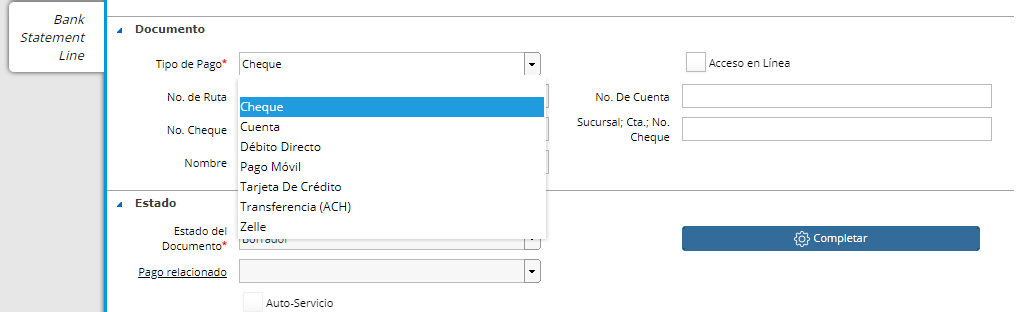 Bank
Statement
Line
Documento
Tipo de Pago*
Cheque
Acceso en Línea
No. de Ruta
No. De Cuenta
No. Cheque
Sucursal; Cta.; No.
Cheque
Nombre
Cheque
Cuenta
Débito Directo
Pago Móvil
Tarjeta De Crédito
Transferencia (ACH)
Zelle
Estado
Estado del
Documento*
Borrador
Completar
Pago relacionado
Auto-Servicio